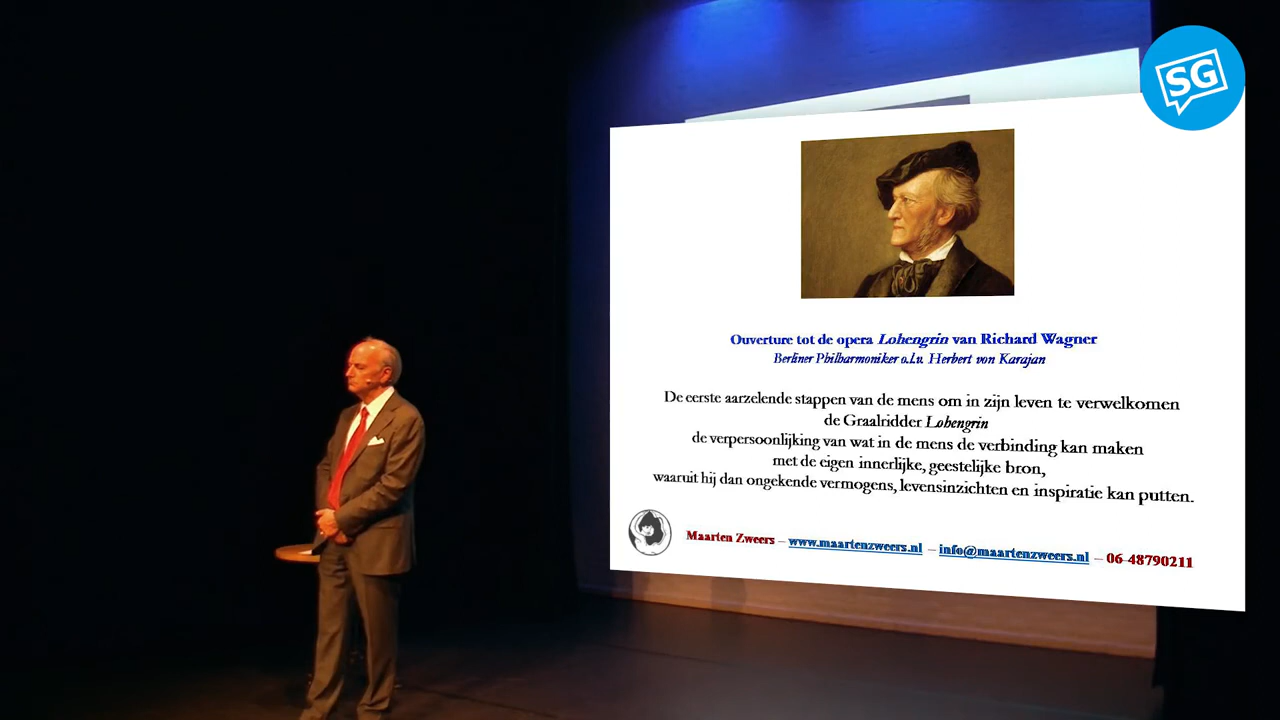 SG
Ouverture tot de opera Lohengrin van Richard Wagner
Berliner Philharmoniker o.l.v. Herbert von Karajan
De eerste aarzelende stappen van de mens om in zijn leven te verwelkomen
de Graalridder Lohengrin
de verpersoonlijking van wat in de mens de verbinding kan maken
met de eigen innerlijke, geestelijke bron,
waaruit hij dan ongekende vermogens, levensinzichten en inspiratie kan putten.
Maarten Zweers – www.maartenzweers.nl – info@maartenzweers.nl – 06-48790211